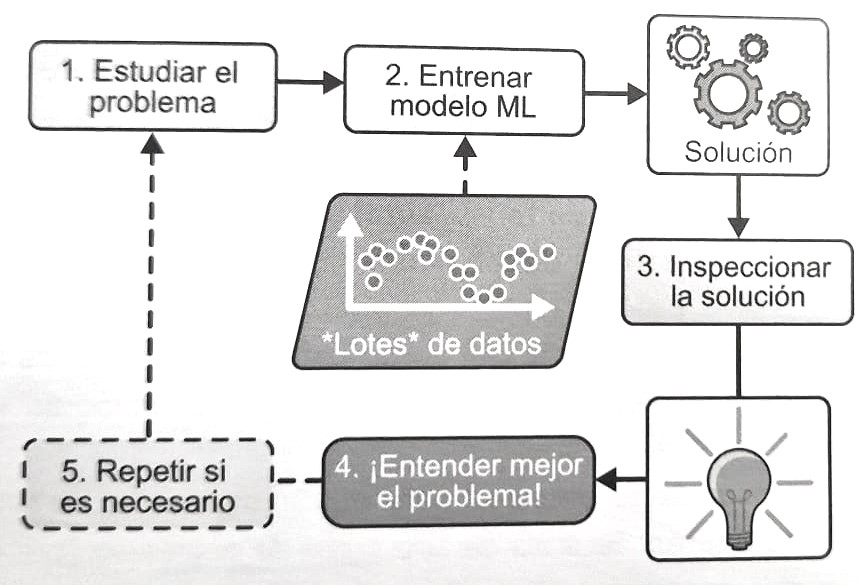 1. Estudiar el
problema
2. Entrenar
modelo ML
Solución
*Lotes* de datos
3. Inspeccionar
la solución
4. ¡Entender mejor
el problema!
5. Repetir si
es necesario